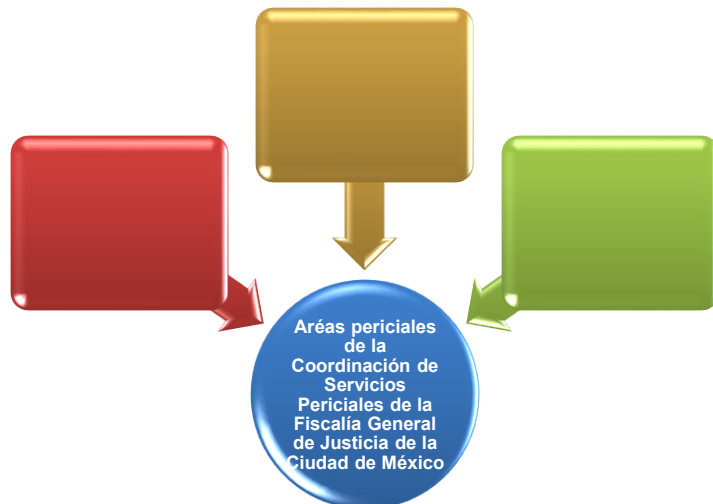 Aréas periciales
de la
Coordinación de
Servicios
Periciales de la
Fiscalía General
de Justicia de la
Ciudad de México